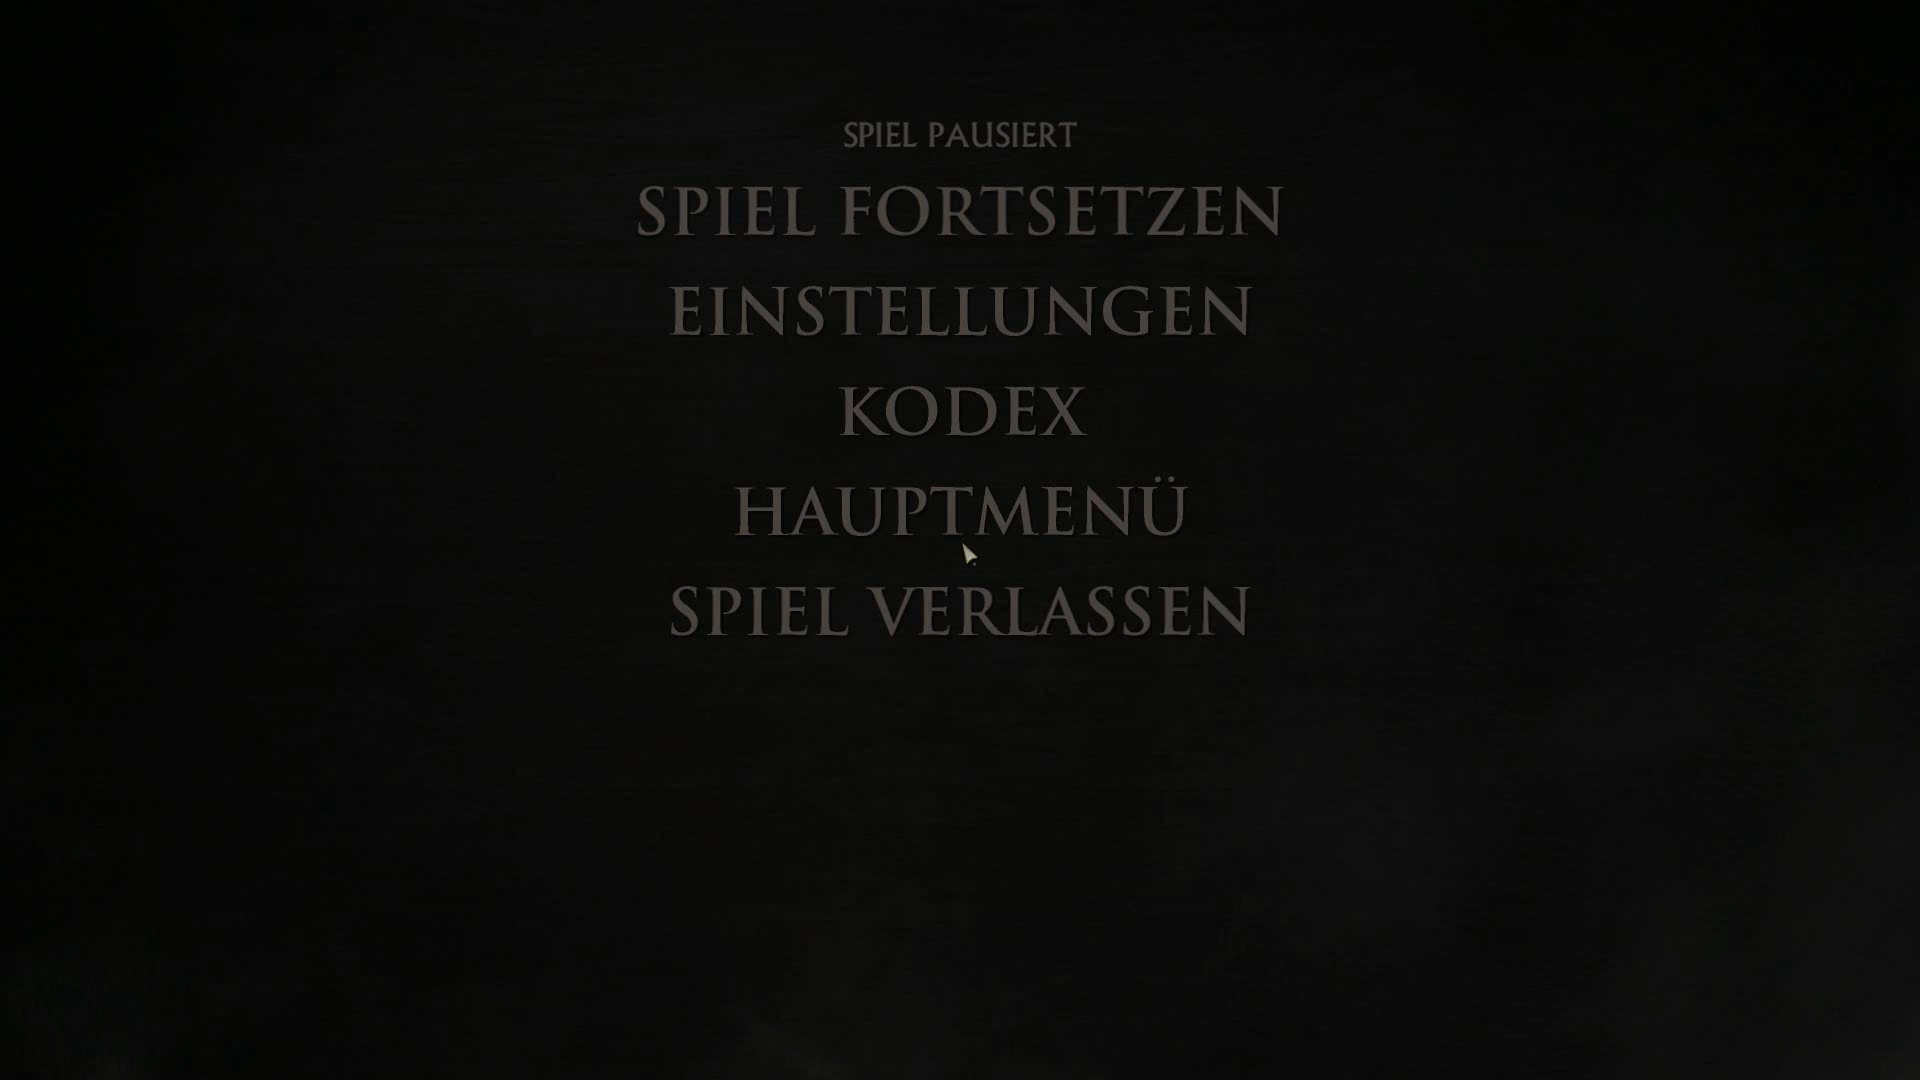 SPIEL PAUSIERT
SPIEL FORTSETZEN
EINSTELLUNGEN
KODEX
HAUPTMENÜ
SPIEL VERLASSEN